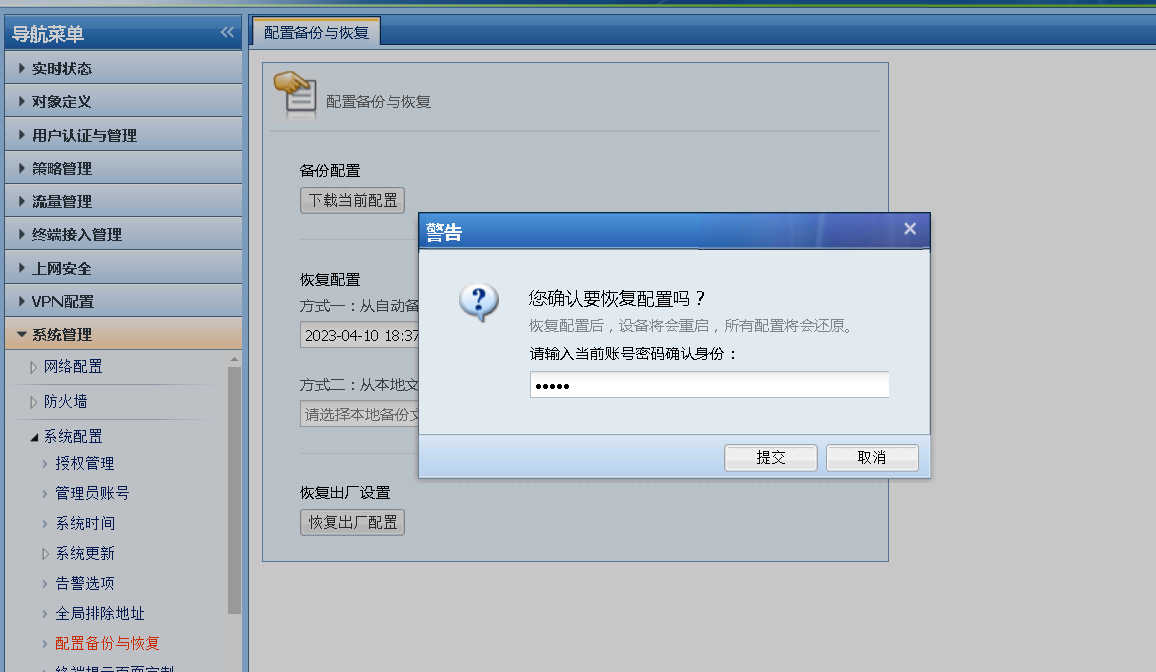 导航菜单
实时状态
对象定义
用户认证与管理
策略管理
流量管理
终端接入管理
上网安全
VPN配置
系统管理
网络配置
防火墙
系统配置
授权管理
管理员账号
系统时间
系统更新
告警选项
全局排除地址
配置备份与恢复
终端提示页面定制
配置备份与恢复
配置备份与恢复
备份配置
下载当前配置
恢复配置
方式一：从自动备
2023-04-10 18:37
方式二：从本地文
请选择本地备份文
恢复出厂设置
恢复出厂配置
警告
您确认要恢复配置吗？
恢复配置后，设备将会重启，所有配置将会还原。
请输入当前账号密码确认身份：
提交
取消